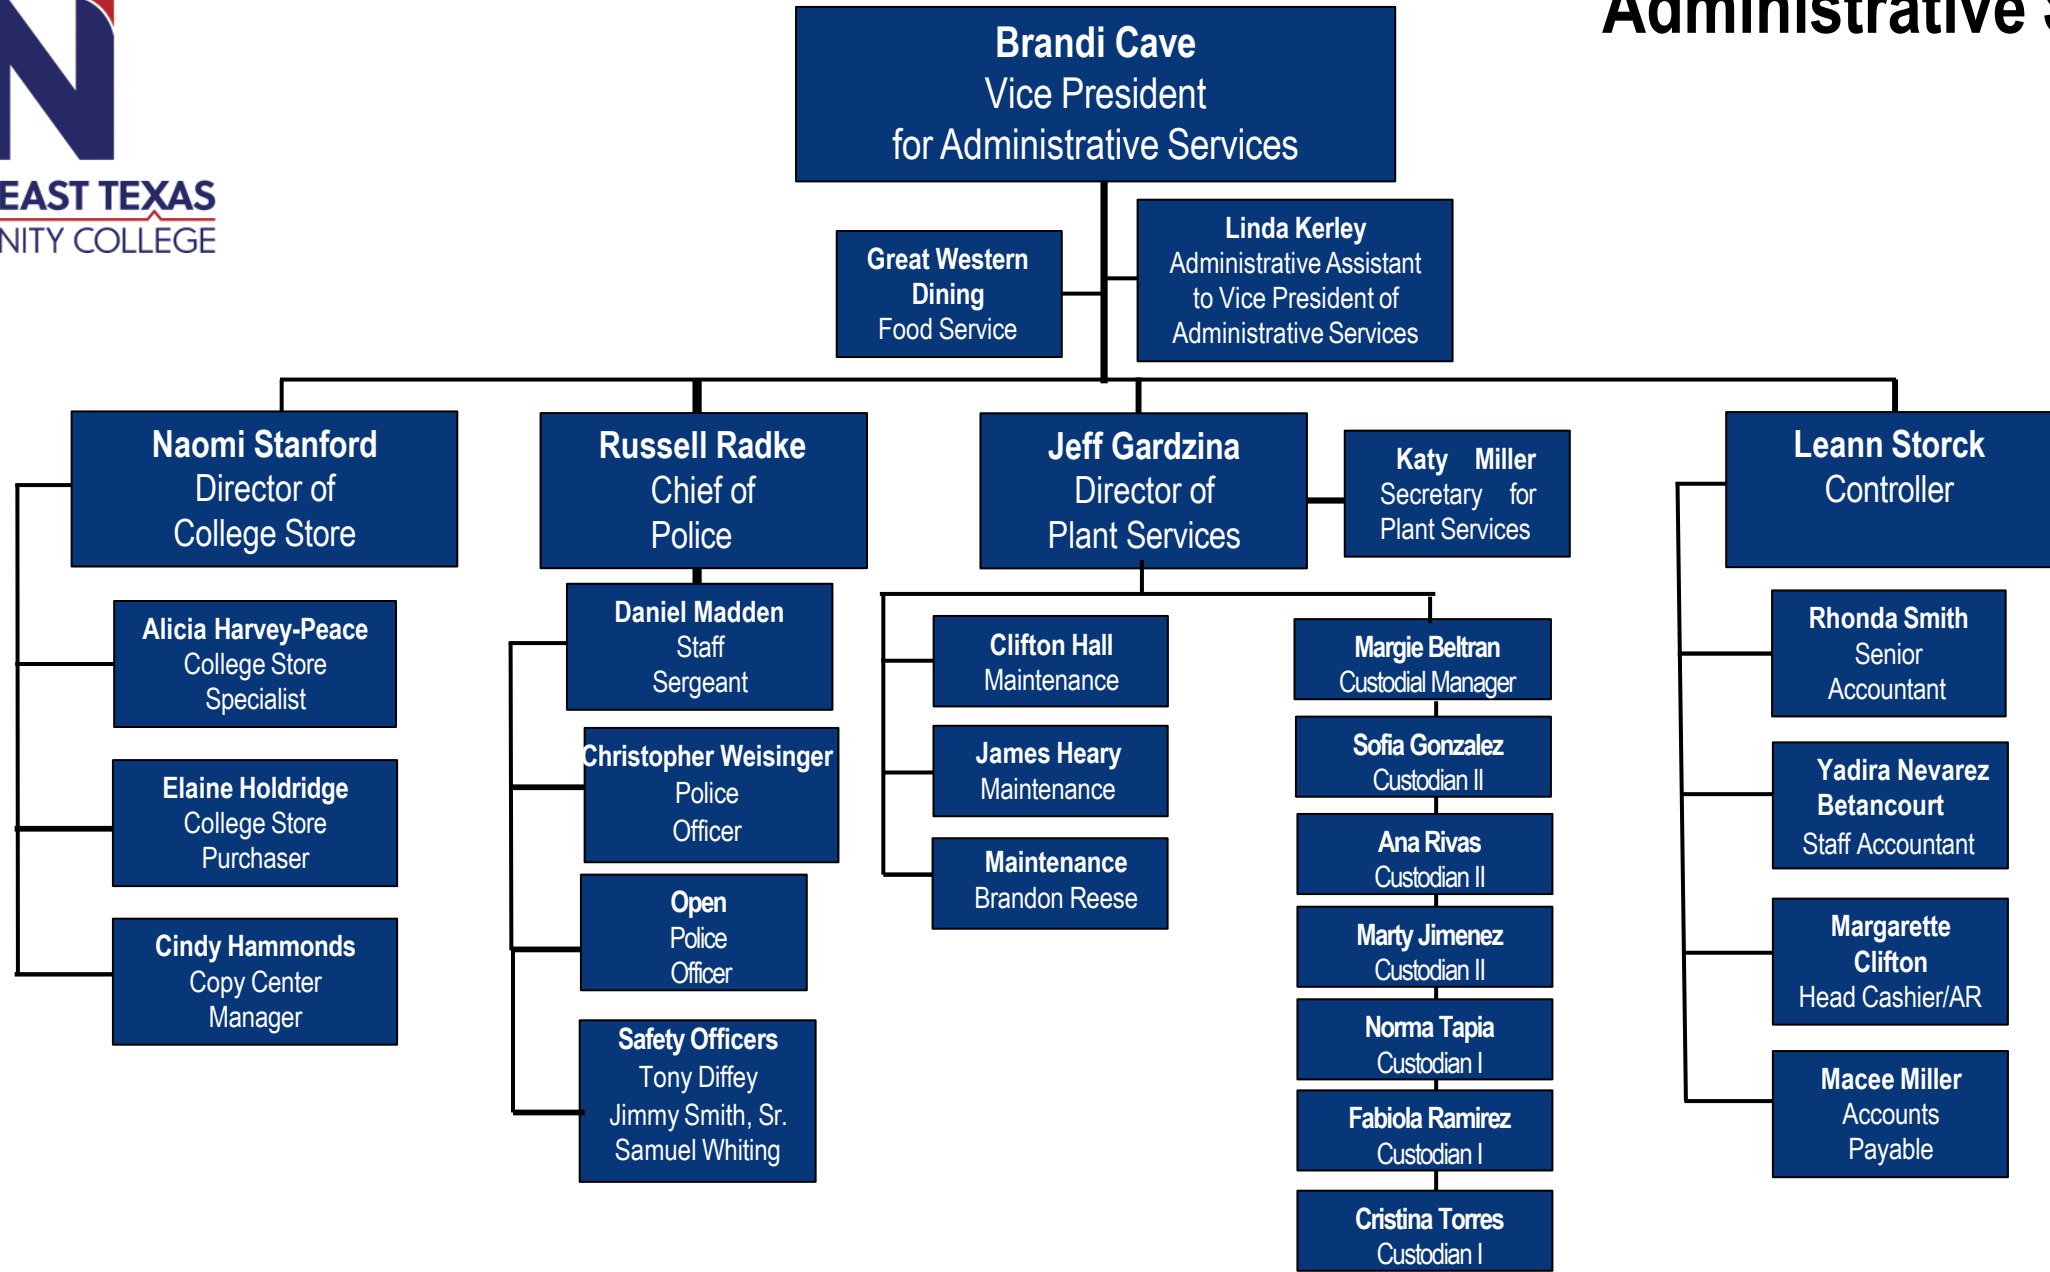 Administrative
EAST TEXAS
NITY COLLEGE
Brandi Cave
Vice President
for Administrative Services
Great Western
Dining
Food Service
Linda Kerley
Administrative Assistant
to Vice President of
Administrative Services
Naomi Stanford
Director of
College Store
Alicia Harvey-Peace
College Store
Specialist
Elaine Holdridge
College Store
Purchaser
Cindy Hammonds
Copy Center
Manager
Russell Radke
Chief of
Police
Daniel Madden
Staff
Sergeant
Christopher Weisinger
Police
Officer
Open
Police
Officer
Safety Officers
Tony Diffey
Jimmy Smith, Sr.
Samuel Whiting
Jeff Gardzina
Director of
Plant Services
Katy Miller
Secretary for
Plant Services
Clifton Hall
Maintenance
James Heary
Maintenance
Maintenance
Brandon Reese
Margie Beltran
Custodial Manager
Sofia Gonzalez
Custodian II
Ana Rivas
Custodian II
Marty Jimenez
Custodian II
Norma Tapia
Custodian I
Fabiola Ramirez
Custodian I
Cristina Torres
Custodian I
Leann Storck
Controller
Rhonda Smith
Senior
Accountant
Yadira Nevarez
Betancourt
Staff Accountant
Margarette
Clifton
Head Cashier/AR
Macee Miller
Accounts
Payable